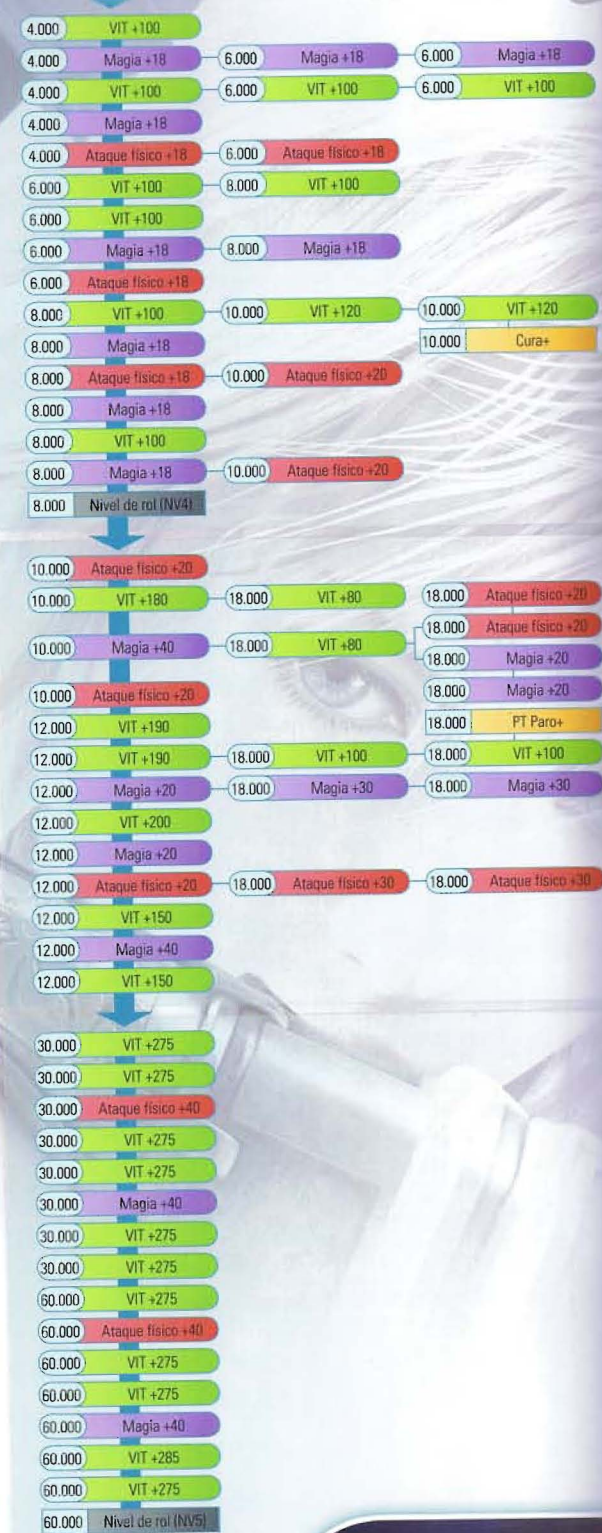 4.000 VIT +100
4.000 Magia +18 6.000 Magia +18 6.000 Magia +18
4.000 VIT +100 6.000 VIT +100 6.000 VIT +100
4.000 Magia +18
4.000 Ataque físico +18 6.000 Ataque físico +18
6.000 VIT +100 8.000 VIT +100
6.000 VIT +100
6.000 Magia +18 8.000 Magia +18
6.000 Ataque físico +18
8.000 VIT +100 10.000 VIT +120 10.000 VIT +120
8.000 Magia +18 10.000 Cura+
8.000 Ataque físico +18 10.000 Ataque físico +20
8.000 Magia +18
8.000 VIT +100
8.000 Magia +18 10.000 Ataque físico +20
8.000 Nivel de rol (NV4)
10.000 Ataque físico +20
10.000 VIT +180 18.000 VIT +80 18.000 Ataque físico +20
18.000 Ataque físico +20
10.000 Magia +40 18.000 VIT +80
18.000 Magia +20
10.000 Ataque físico +20 18.000 Magia +20
12.000 VIT +190 18.000 PT Paro+
12.000 VIT +190 18.000 VIT +100 18.000 VIT +100
12.000 Magia +20 18.000 Magia +30 18.000 Magia +30
12.000 VIT +200
12.000 Magia +20
12.000 Ataque físico +20 18.000 Ataque físico +30 18.000 Ataque físico +30
12.000 VIT +150
12.000 Magia +40
12.000 VIT +150
30.000 VIT +275
30.000 VIT +275
30.000 Ataque físico +40
30.000 VIT +275
30.000 VIT +275
30.000 Magia +40
30.000 VIT +275
30.000 VIT +275
60.000 VIT +275
60.000 Ataque físico +40
60.000 VIT +275
60.000 VIT +275
60.000 Magia +40
60.000 VIT +285
60.000 VIT +275
60.000 Nivel de rol (NV5)